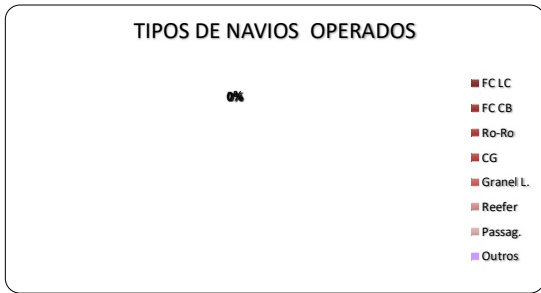 TIPOS DE NAVIOS OPERADOS
0%
FC LC
FC CB
Ro-Ro
CG
Granel L.
Reefer
Passag.
Outros